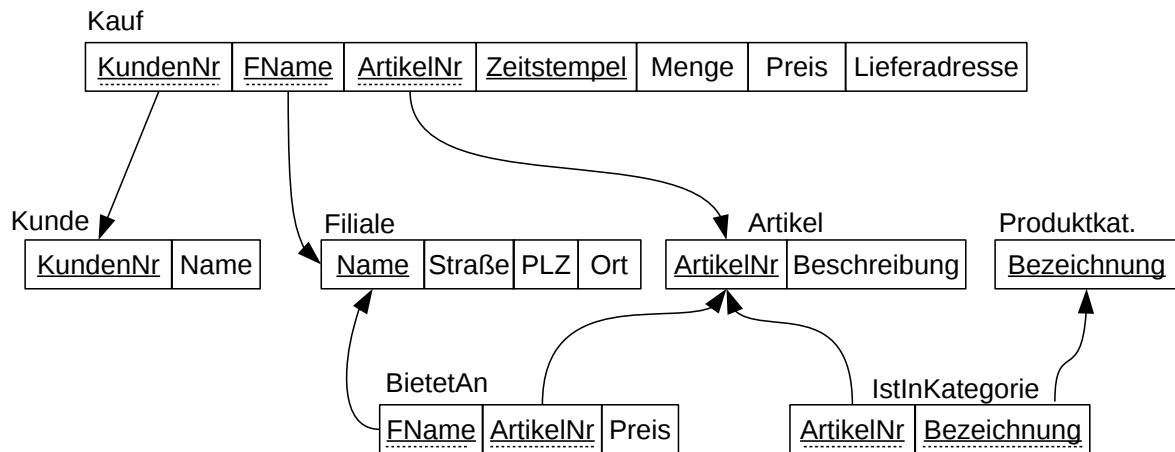 Kauf
KundenNr FName ArtikelNr Zeitstempel Menge Preis Lieferadresse
Kunde Filiale Artikel Produktkat.
KundenNr Name Name Straße PLZ Ort ArtikelNr Beschreibung Bezeichnung
BietetAn IstInKategorie
FName ArtikelNr Preis ArtikelNr Bezeichnung